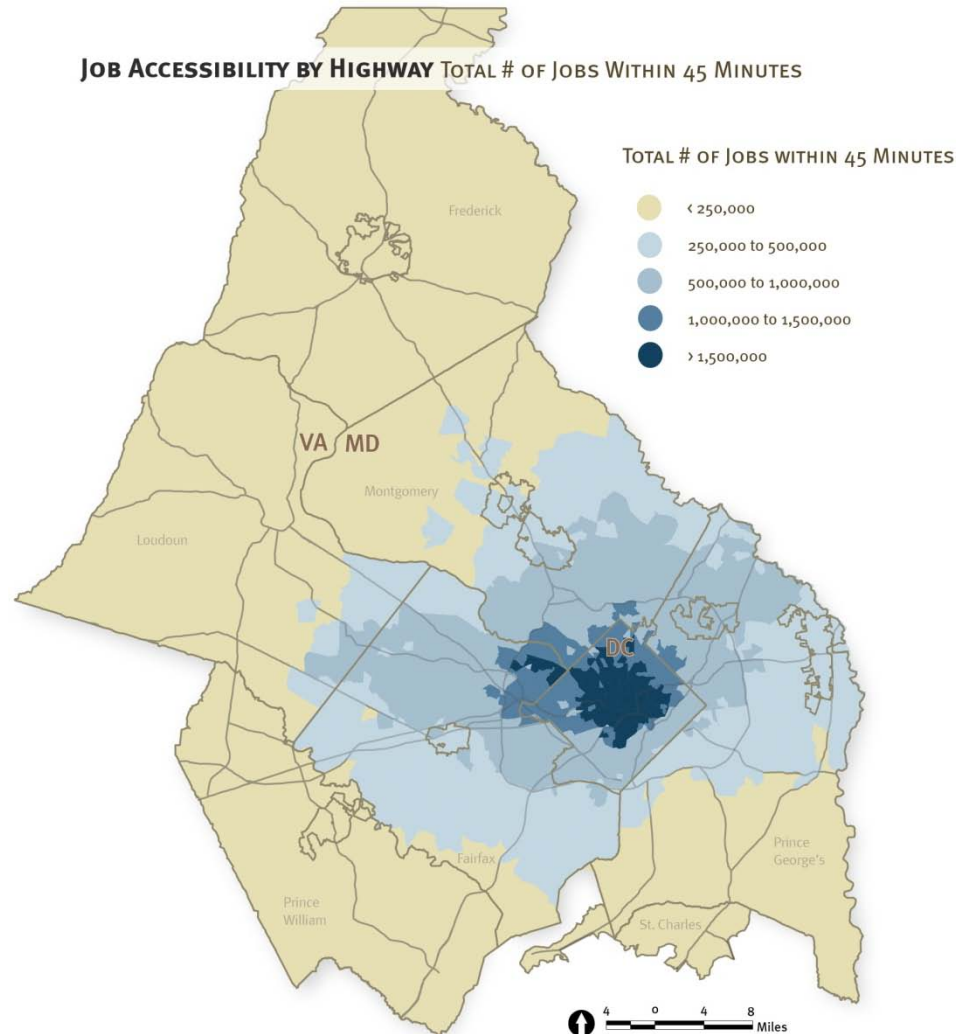 JOB ACCESSIBILITY BY HIGHWAY TOTAL # OF JOBS WITHIN 45 MINUTES
TOTAL # OF JOBS WITHIN 45 MINUTES
< 250,000
250,000 to 500,000
500,000 to 1,000,000
1,000,000 to 1,500,000
> 1,500,000
Frederick
VA MD
Montgomery
Loudoun
DC
Fairfax
Prince
George's
Prince
William
St. Charles
4 0 4 8
Miles